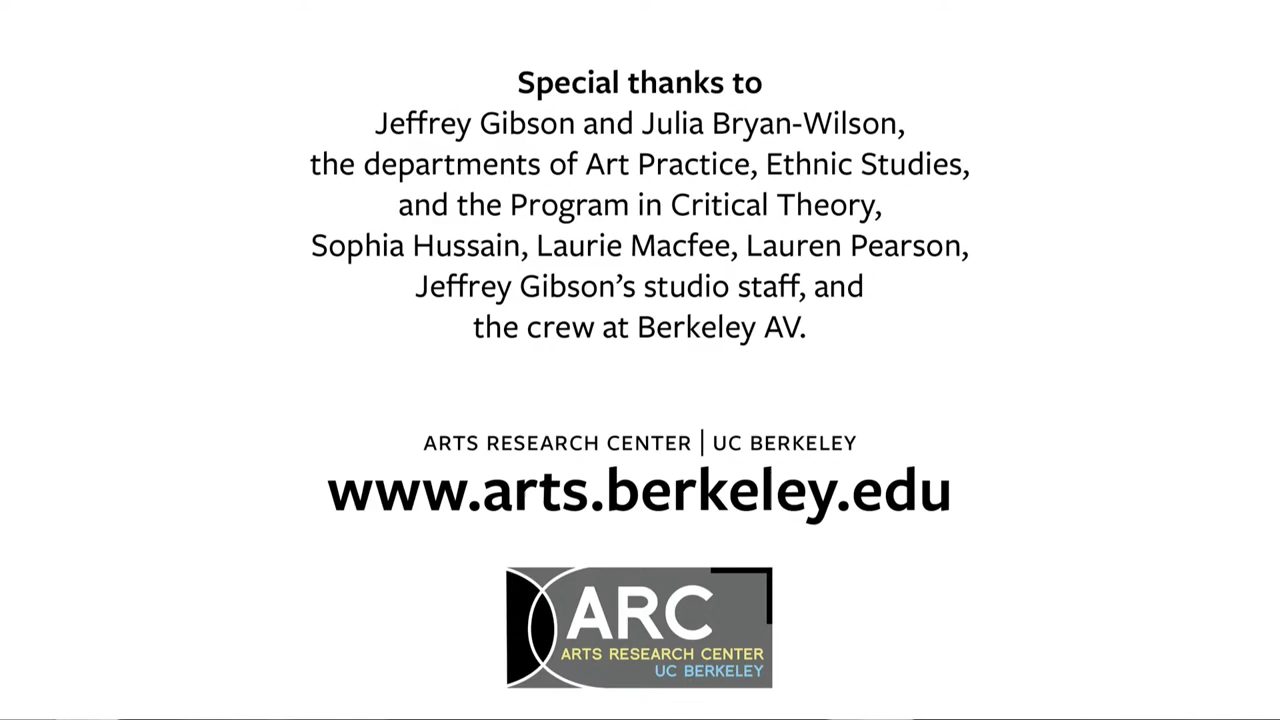 Special thanks to
Jeffrey Gibson and Julia Bryan-Wilson,
the departments of Art Practice, Ethnic Studies,
and the Program in Critical Theory,
Sophia Hussain, Laurie Macfee, Lauren Pearson,
Jeffrey Gibson’s studio staff, and
the crew at Berkeley AV.
ARTS RESEARCH CENTER | UC BERKELEY
www.arts.berkeley.edu
ARC
ARTS RESEARCH CENTER
UC BERKELEY